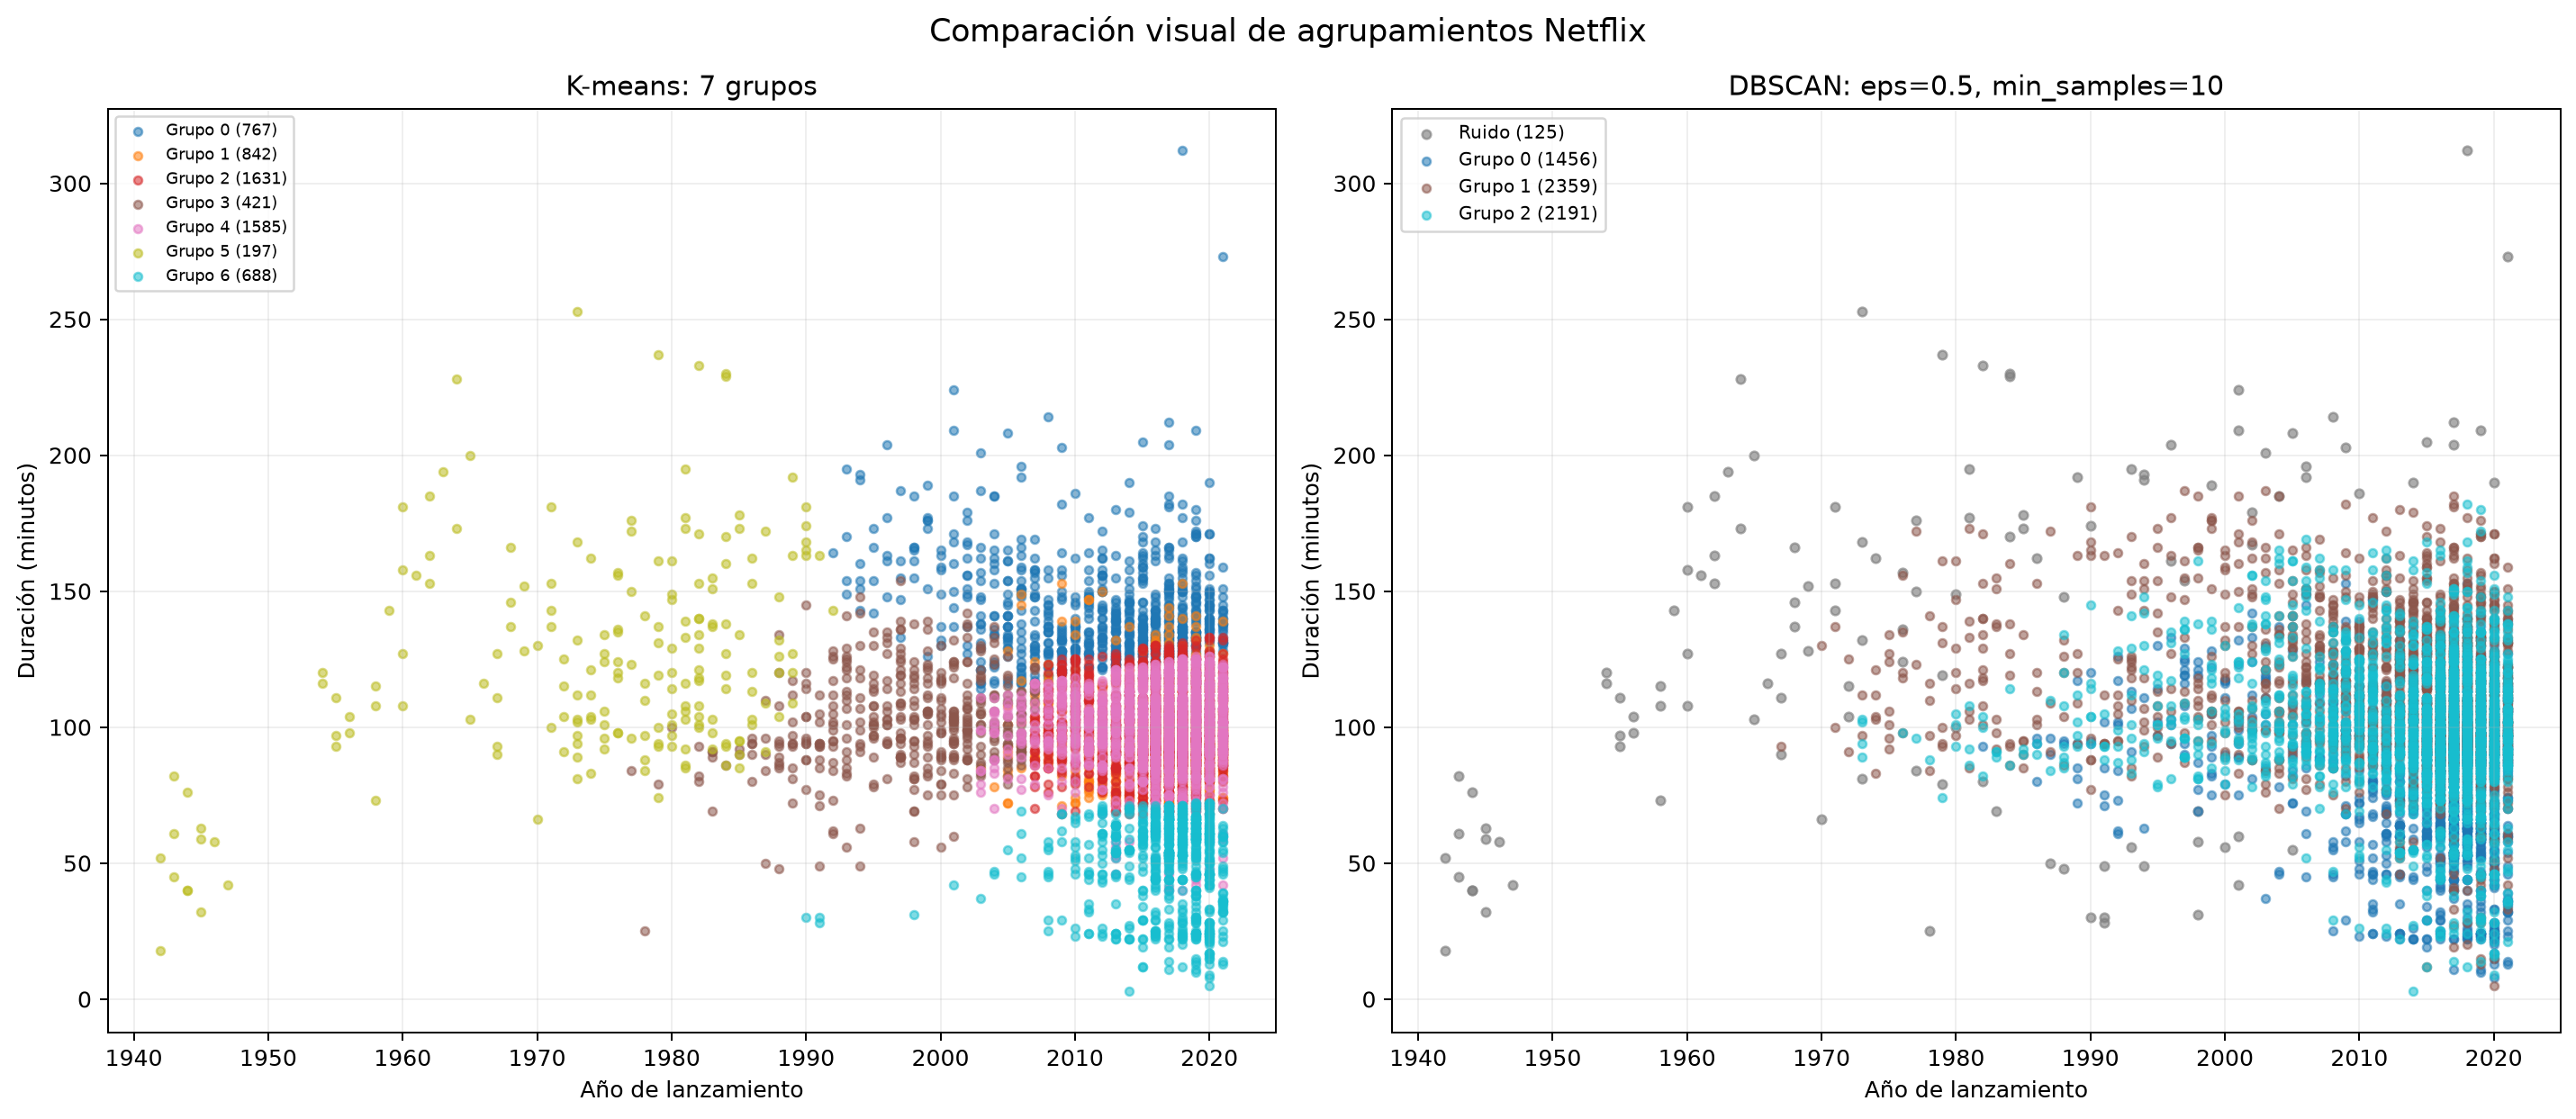 Comparación visual de agrupamientos Netflix
K-means: 7 grupos
Grupo 0 (767)
Grupo 1 (842)
Grupo 2 (1631)
Grupo 3 (421)
Grupo 4 (1585)
Grupo 5 (197)
Grupo 6 (688)
Duración (minutos)
300
250
200
150
100
50
0
1940 1950 1960 1970 1980 1990 2000 2010 2020
Año de lanzamiento
DBSCAN: eps=0.5, min_samples=10
Ruido (125)
Grupo 0 (1456)
Grupo 1 (2359)
Grupo 2 (2191)
Duración (minutos)
300
250
200
150
100
50
0
1940 1950 1960 1970 1980 1990 2000 2010 2020
Año de lanzamiento